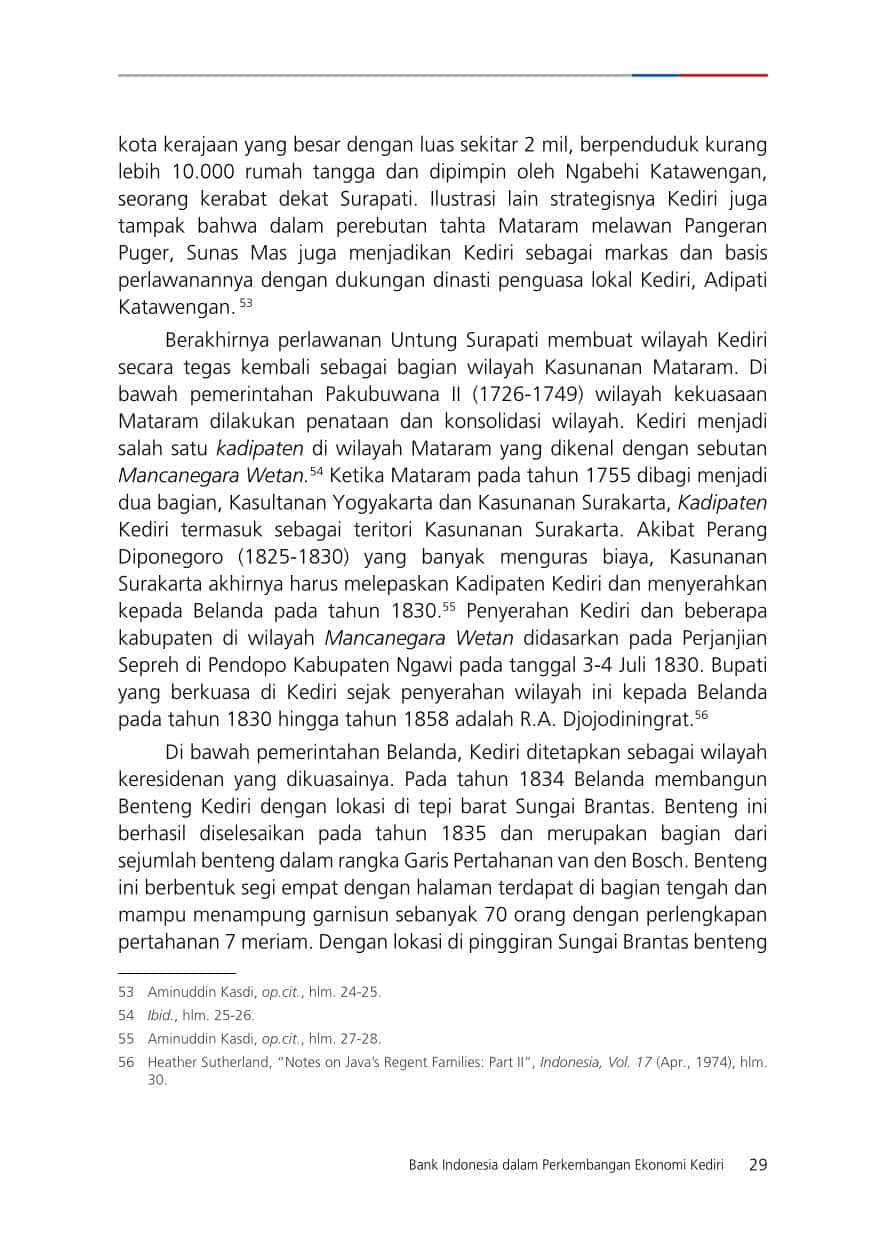 kota kerajaan yang besar dengan luas sekitar 2 mil, berpenduduk kurang
lebih 10.000 rumah tangga dan dipimpin oleh Ngabehi Katawengan,
seorang kerabat dekat Surapati. Ilustrasi lain strategisnya Kediri juga
tampak bahwa dalam perebutan tahta Mataram melawan Pangeran
Puger, Sunas Mas juga menjadikan Kediri sebagai markas dan basis
perlawanannya dengan dukungan dinasti penguasa lokal Kediri, Adipati
Katawengan. 53
Berakhirnya perlawanan Untung Surapati membuat wilayah Kediri
secara tegas kembali sebagai bagian wilayah Kasunanan Mataram. Di
bawah pemerintahan Pakubuwana II (1726-1749) wilayah kekuasaan
Mataram dilakukan penataan dan konsolidasi wilayah. Kediri menjadi
salah satu kadipaten di wilayah Mataram yang dikenal dengan sebutan
Mancanegara Wetan.54 Ketika Mataram pada tahun 1755 dibagi menjadi
dua bagian, Kasultanan Yogyakarta dan Kasunanan Surakarta, Kadipaten
Kediri termasuk sebagai teritori Kasunanan Surakarta. Akibat Perang
Diponegoro (1825-1830) yang banyak menguras biaya, Kasunanan
Surakarta akhirnya harus melepaskan Kadipaten Kediri dan menyerahkan
kepada Belanda pada tahun 1830.55 Penyerahan Kediri dan beberapa
kabupaten di wilayah Mancanegara Wetan didasarkan pada Perjanjian
Sepreh di Pendopo Kabupaten Ngawi pada tanggal 3-4 Juli 1830. Bupati
yang berkuasa di Kediri sejak penyerahan wilayah ini kepada Belanda
pada tahun 1830 hingga tahun 1858 adalah R.A. Djojodiningrat.56
Di bawah pemerintahan Belanda, Kediri ditetapkan sebagai wilayah
keresidenan yang dikuasainya. Pada tahun 1834 Belanda membangun
Benteng Kediri dengan lokasi di tepi barat Sungai Brantas. Benteng ini
berhasil diselesaikan pada tahun 1835 dan merupakan bagian dari
sejumlah benteng dalam rangka Garis Pertahanan van den Bosch. Benteng
ini berbentuk segi empat dengan halaman terdapat di bagian tengah dan
mampu menampung garnisun sebanyak 70 orang dengan perlengkapan
pertahanan 7 meriam. Dengan lokasi di pinggiran Sungai Brantas benteng
53 Aminuddin Kasdi, op.cit., hlm. 24-25.
54 Ibid., hlm. 25-26.
55 Aminuddin Kasdi, op.cit., hlm. 27-28.
56 Heather Sutherland, “Notes on Java’s Regent Families: Part II”, Indonesia, Vol. 17 (Apr., 1974), hlm.
30.
Bank Indonesia dalam Perkembangan Ekonomi Kediri 29